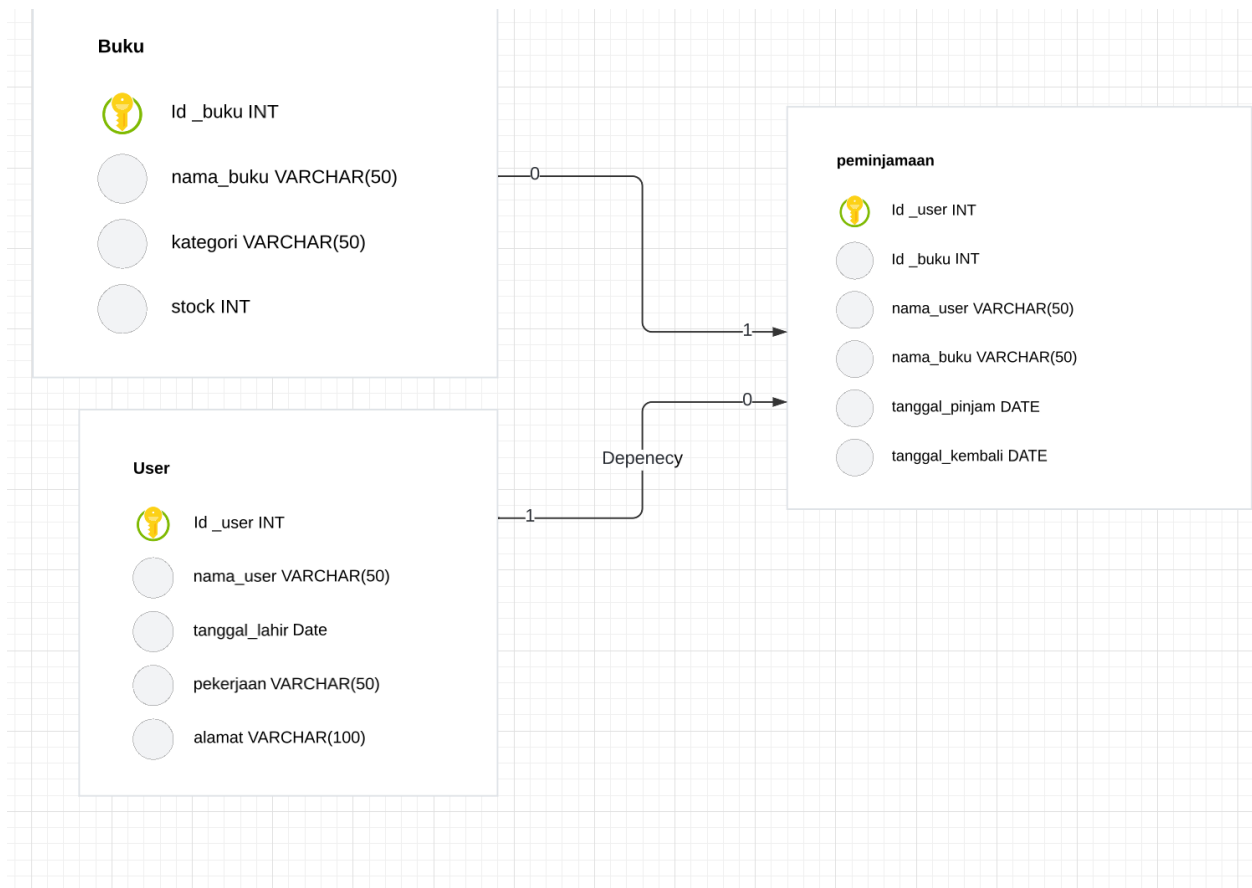 Buku
Id _buku INT
nama_buku VARCHAR(50)
kategori VARCHAR(50)
stock INT
0
1
peminjamaan
Id _user INT
Id _buku INT
nama_user VARCHAR(50)
nama_buku VARCHAR(50)
tanggal_pinjam DATE
tanggal_kembali DATE
0
Depenecy
1
User
Id _user INT
nama_user VARCHAR(50)
tanggal_lahir Date
pekerjaan VARCHAR(50)
alamat VARCHAR(100)